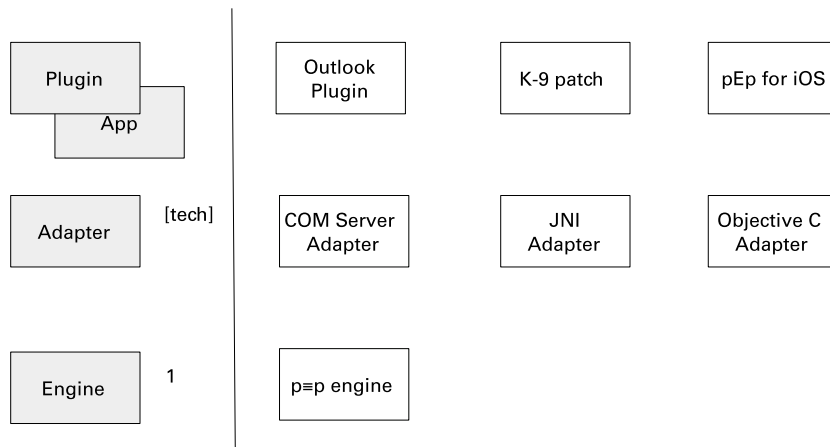 Plugin
App
Outlook
Plugin
K-9 patch
pEp for iOS
Adapter
[tech]
COM Server
Adapter
JNI
Adapter
Objective C
Adapter
Engine
1
p≡p engine